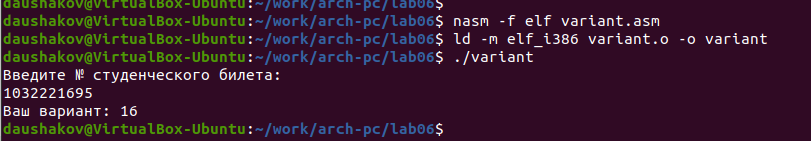 daushakov@VirtualBox-Ubuntu:~/work/arch-pc/lab06$
daushakov@VirtualBox-Ubuntu:~/work/arch-pc/lab06$ nasm -f elf variant.asm
daushakov@VirtualBox-Ubuntu:~/work/arch-pc/lab06$ ld -m elf_i386 variant.o -o variant
daushakov@VirtualBox-Ubuntu:~/work/arch-pc/lab06$ ./variant
Введите № студенческого билета:
1032221695
Ваш вариант: 16
daushakov@VirtualBox-Ubuntu:~/work/arch-pc/lab06$